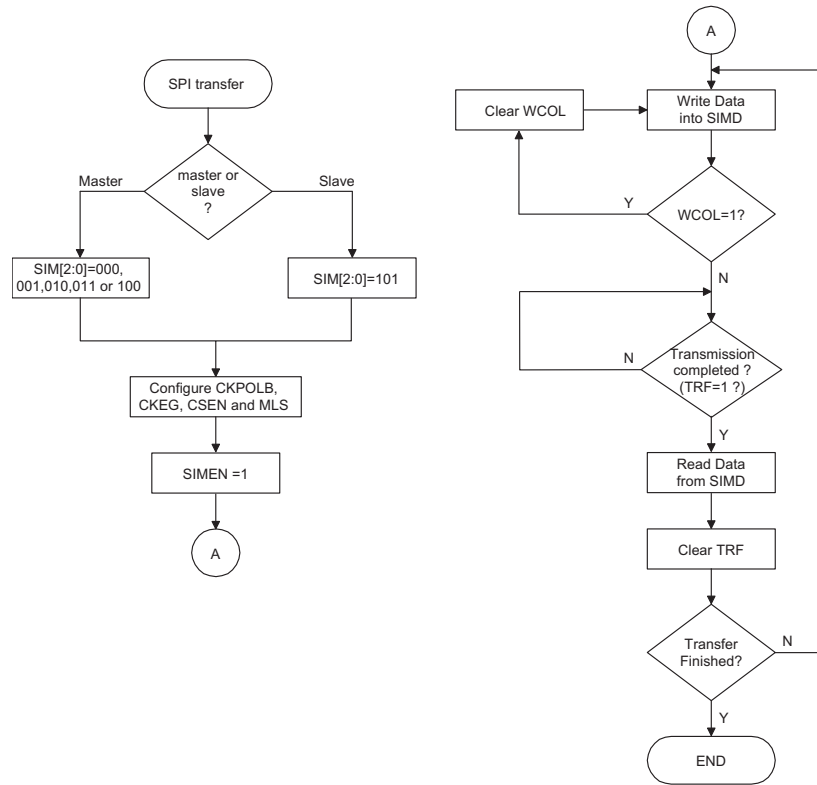 SPI transfer
master or
slave
?
Master
Slave
SIM[2:0]=000,
001,010,011 or 100
SIM[2:0]=101
Configure CKPOLB,
CKEG, CSEN and MLS
SIMEN =1
A
A
Clear WCOL
Write Data
into SIMD
Y
WCOL=1?
N
N
Transmission
completed ?
(TRF=1 ?)
Y
Read Data
from SIMD
Clear TRF
Transfer
Finished?
N
Y
END